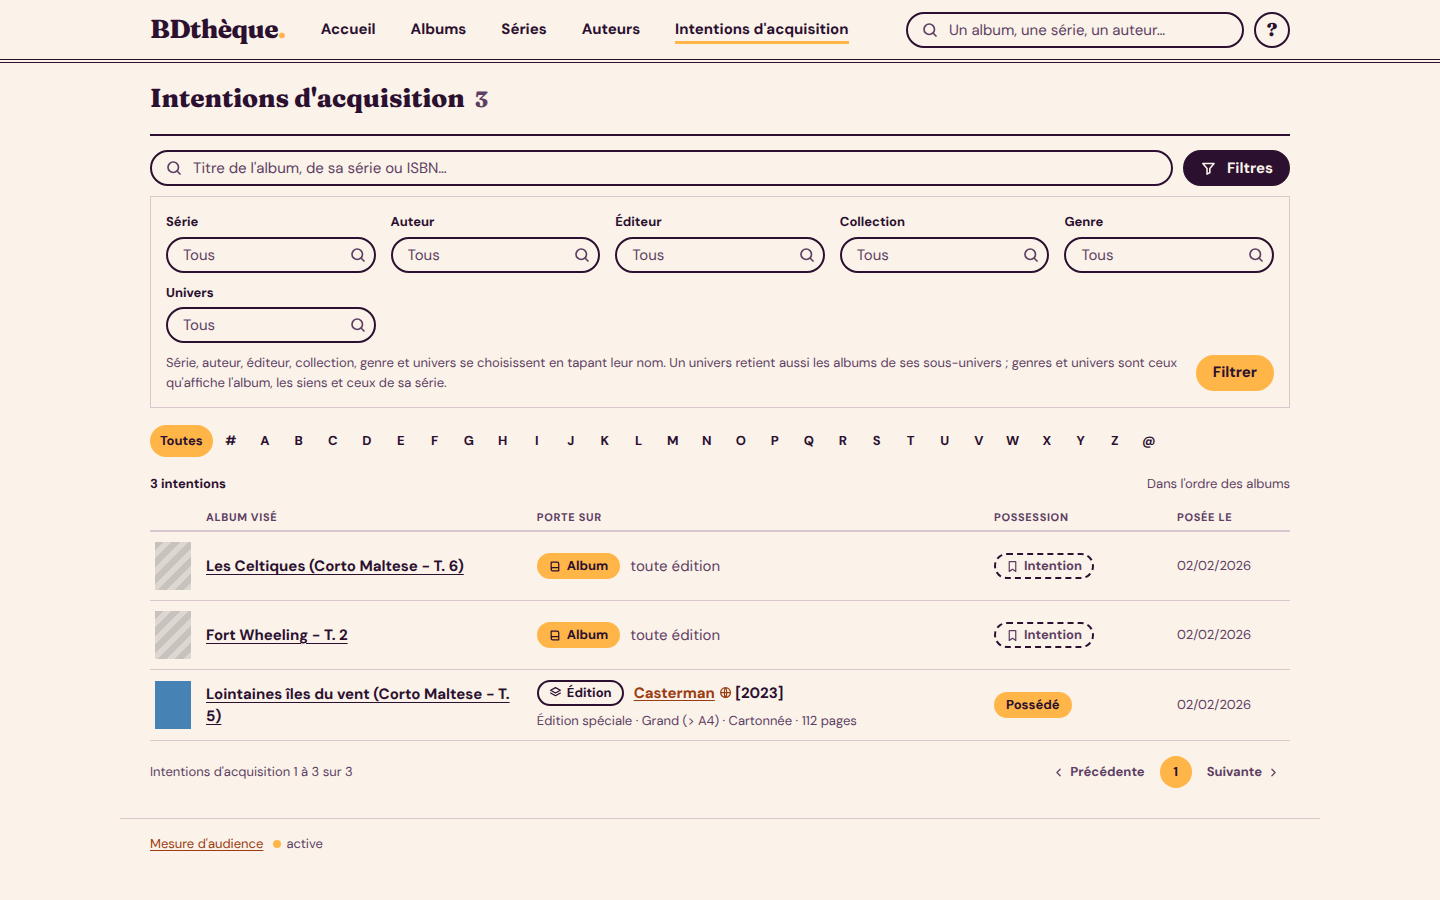 BDthèque. Accueil Albums Séries Auteurs Intentions d'acquisition Un album, une série, un auteur... ?
Intentions d'acquisition 3
Titre de l'album, de sa série ou ISBN... Filtres
Série Auteur Éditeur Collection Genre
Tous Tous Tous Tous Tous
Univers
Tous
Série, auteur, éditeur, collection, genre et univers se choisissent en tapant leur nom. Un univers retient aussi les albums de ses sous-univers ; genres et univers sont ceux
qu'affiche l'album, les siens et ceux de sa série.
Filtrer
Toutes # A B C D E F G H I J K L M N O P Q R S T U V W X Y Z @
3 intentions Dans l'ordre des albums
ALBUM VISÉ PORTE SUR POSSESSION POSÉE LE
Les Celtiques (Corto Maltese - T. 6) Album toute édition Intention 02/02/2026
Fort Wheeling - T. 2 Album toute édition Intention 02/02/2026
Lointaines îles du vent (Corto Maltese - T.
5)
Édition Casterman [2023]
Édition spéciale · Grand (> A4) · Cartonnée · 112 pages
Possédé 02/02/2026
Intentions d'acquisition 1 à 3 sur 3 Précédente 1 Suivante
Mesure d'audience active